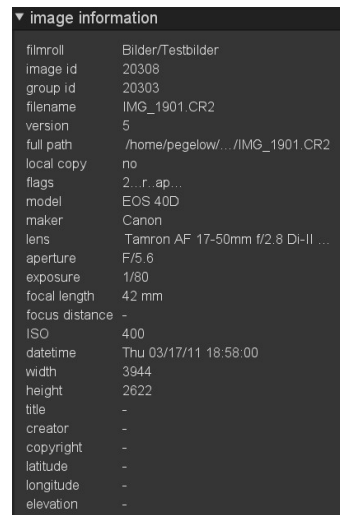 ▼ image information
filmroll Bilder/Testbilder
image id 20308
group id 20303
filename IMG_1901.CR2
version 5
full path /home/pegelow/.../IMG_1901.CR2
local copy no
flags 2...r..ap...
model EOS 40D
maker Canon
lens Tamron AF 17-50mm f/2.8 Di-II ...
aperture F/5.6
exposure 1/80
focal length 42 mm
focus distance -
ISO 400
datetime Thu 03/17/11 18:58:00
width 3944
height 2622
title -
creator -
copyright -
latitude -
longitude -
elevation -